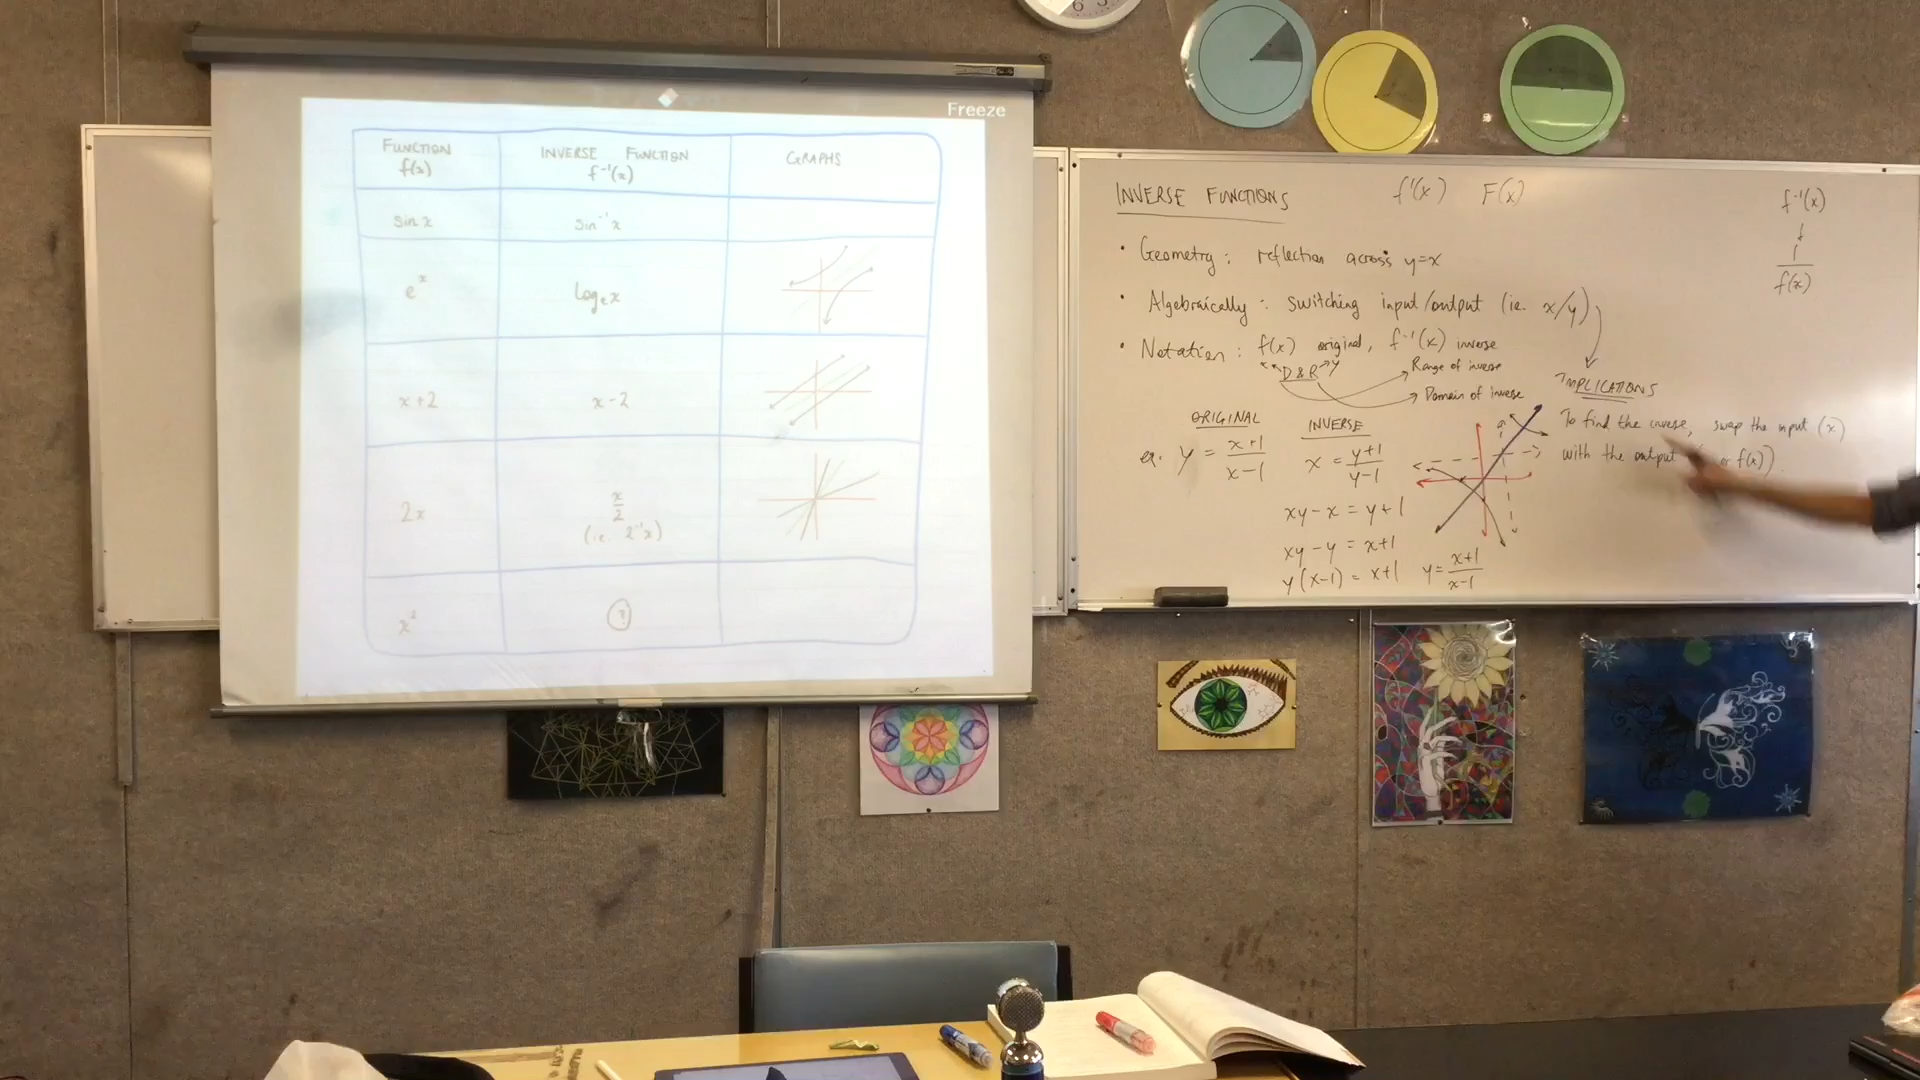 Freeze
FUNCTION INVERSE FUNCTION GRAPHS
f(x) f⁻¹(x)
sin x sin⁻¹ x
eˣ logₑ x
x+2 x-2
2x x/2
(i.e. 2⁻¹x)
x² ?
INVERSE FUNCTIONS f'(x) F(x)
• Geometry: reflection across y=x
• Algebraically: switching input/output (ie. x/y)
• Notation: f(x) original, f⁻¹(x) inverse
x D & R y
Range of inverse
Domain of inverse
ORIGINAL INVERSE
eg. y = (x+1)/(x-1) x = (y+1)/(y-1)
xy-x = y+1
xy-y = x+1
y(x-1) = x+1 y = (x+1)/(x-1)
IMPLICATIONS
To find the inverse, swap the input (x)
with the output or f(x)).
f⁻¹(x)
↓
1/f(x)